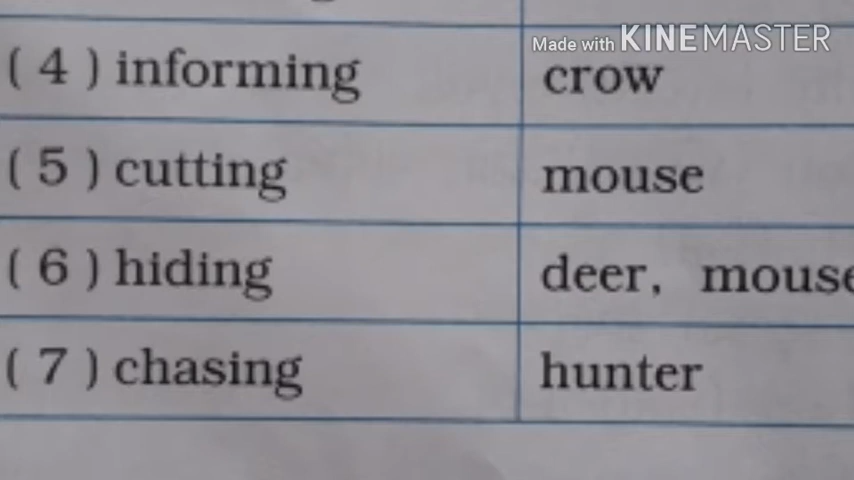 Made with KINEMASTER
( 4 ) informing crow
( 5 ) cutting mouse
( 6 ) hiding deer, mouse
( 7 ) chasing hunter